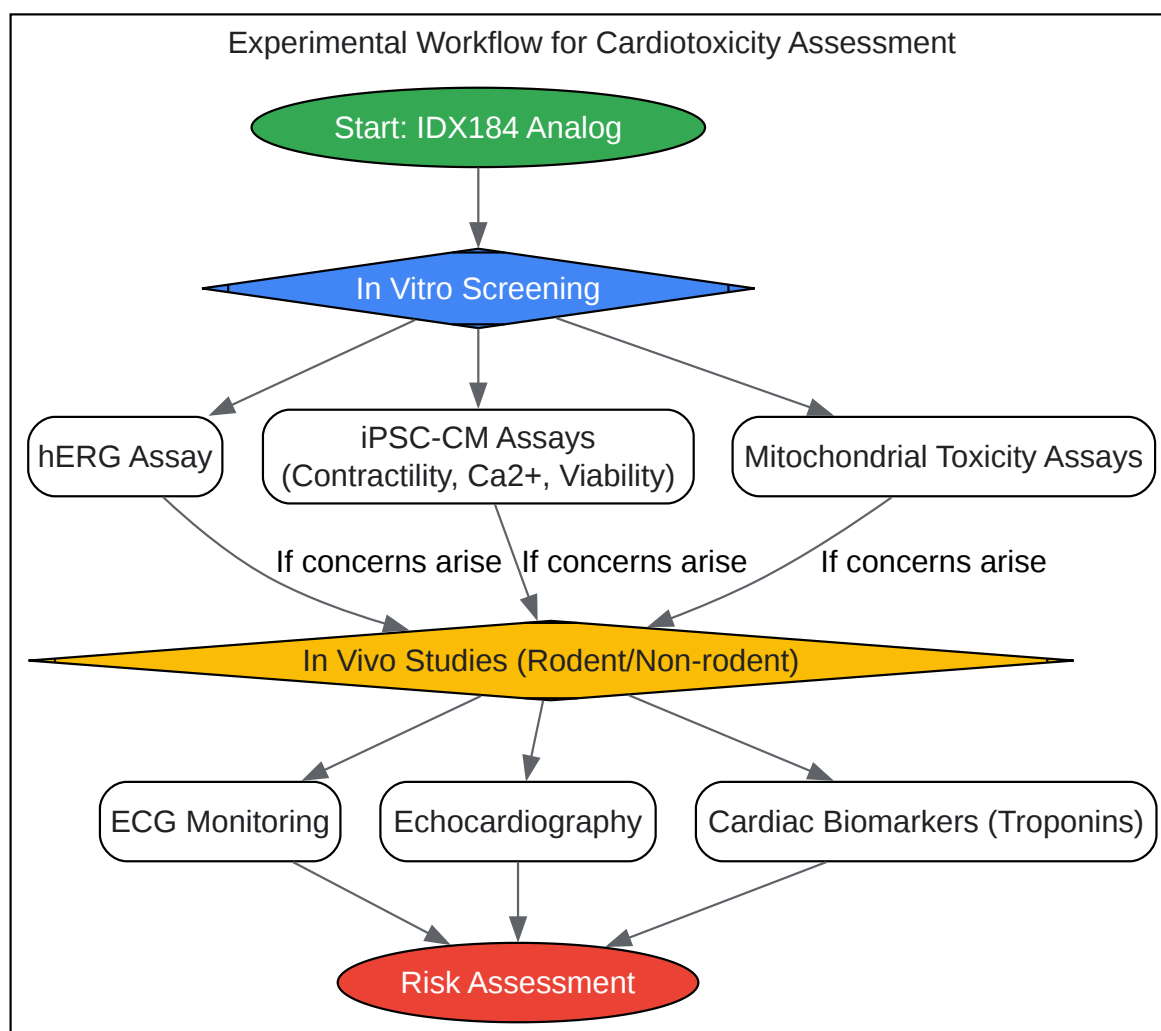 Experimental Workflow for Cardiotoxicity Assessment
Start: IDX184 Analog
In Vitro Screening
hERG Assay
iPSC-CM Assays
(Contractility, Ca2+, Viability)
Mitochondrial Toxicity Assays
If concerns arise
If concerns arise
If concerns arise
In Vivo Studies (Rodent/Non-rodent)
ECG Monitoring
Echocardiography
Cardiac Biomarkers (Troponins)
Risk Assessment